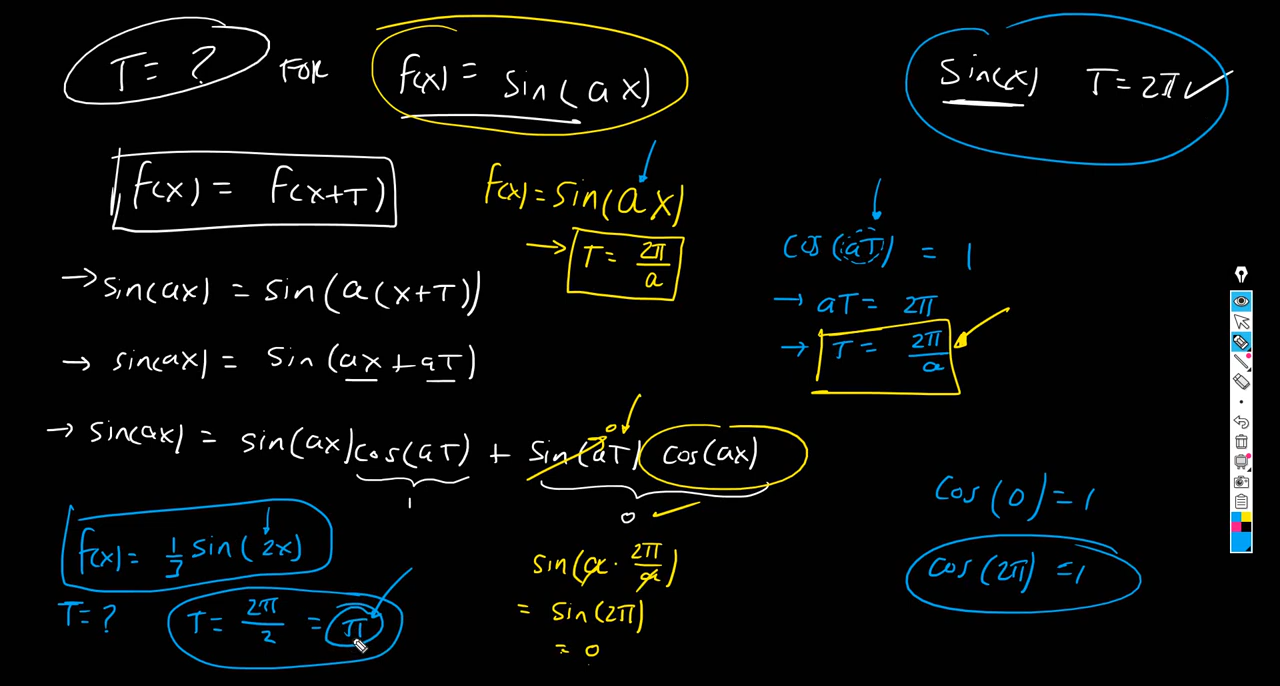 T = ? FOR f(x) = sin(ax)
sin(x) T = 2π ✓
f(x) = f(x+T)
f(x) = sin(ax)
→ T = 2π/a
cos(aT) = 1
→ aT = 2π
→ T = 2π/a
→ sin(ax) = sin(a(x+T))
→ sin(ax) = sin(ax + aT)
→ sin(ax) = sin(ax) cos(aT) + sin(aT) cos(ax)
0
1
0
f(x) = 1/3 sin(2x)
T = ? T = 2π/2 = π
sin(a · 2π/a)
= sin(2π)
= 0
cos(0) = 1
cos(2π) = 1